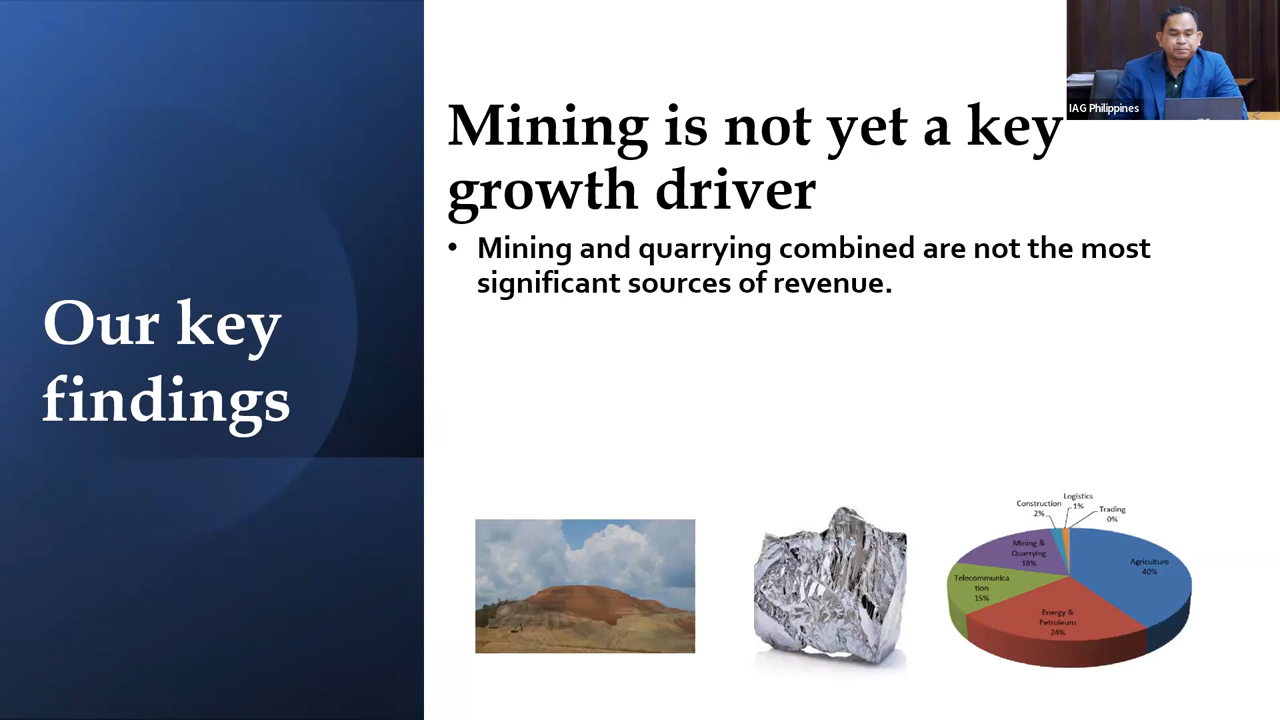 Our key
findings
IAG Philippines
Mining is not yet a key
growth driver
• Mining and quarrying combined are not the most
significant sources of revenue.
Construction
2%
Logistics
1%
Trading
0%
Mining &
Quarrying
18%
Agriculture
40%
Telecommunica
tion
15%
Energy &
Petroleum
24%